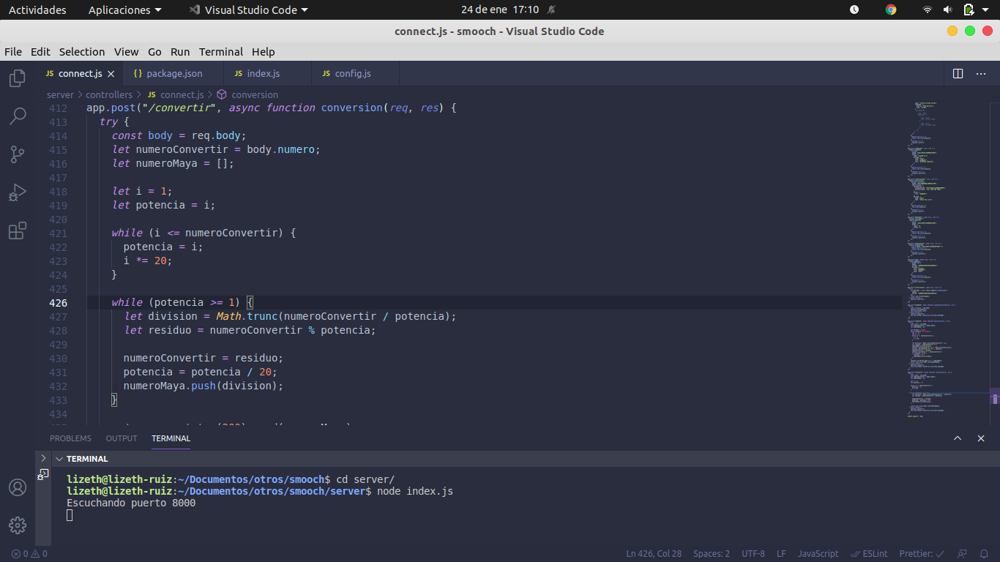 Actividades Aplicaciones Visual Studio Code 24 de ene 17:10
connect.js - smooch - Visual Studio Code
File Edit Selection View Go Run Terminal Help
JS connect.js {} package.json JS index.js JS config.js
server > controllers > JS connect.js > conversion
412 app.post("/convertir", async function conversion(req, res) {
413 try {
414 const body = req.body;
415 let numeroConvertir = body.numero;
416 let numeroMaya = [];
417
418 let i = 1;
419 let potencia = i;
420
421 while (i <= numeroConvertir) {
422 potencia = i;
423 i *= 20;
424 }
425
426 while (potencia >= 1) {
427 let division = Math.trunc(numeroConvertir / potencia);
428 let residuo = numeroConvertir % potencia;
429
430 numeroConvertir = residuo;
431 potencia = potencia / 20;
432 numeroMaya.push(division);
433 }
434
PROBLEMS OUTPUT TERMINAL
TERMINAL
lizeth@lizeth-ruiz:~/Documentos/otros/smooch$ cd server/
lizeth@lizeth-ruiz:~/Documentos/otros/smooch/server$ node index.js
Escuchando puerto 8000
0 0 Ln 426, Col 28 Spaces: 2 UTF-8 LF JavaScript ESLint Prettier: